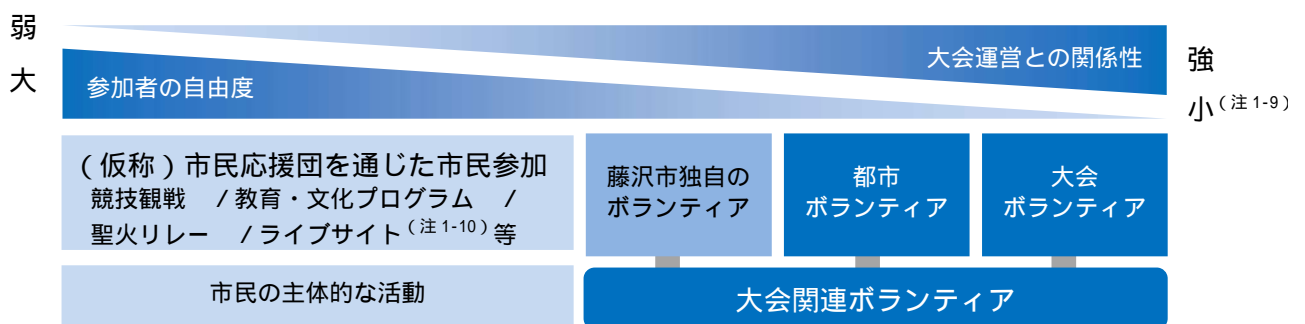 弱
大会運営との関係性
強
大
参加者の自由度
小(注1-9)
(仮称)市民応援団を通じた市民参加
競技観戦 /教育・文化プログラム /
聖火リレー /ライブサイト(注1-10)等
藤沢市独自の
ボランティア
都市
ボランティア
大会
ボランティア
市民の主体的な活動
大会関連ボランティア